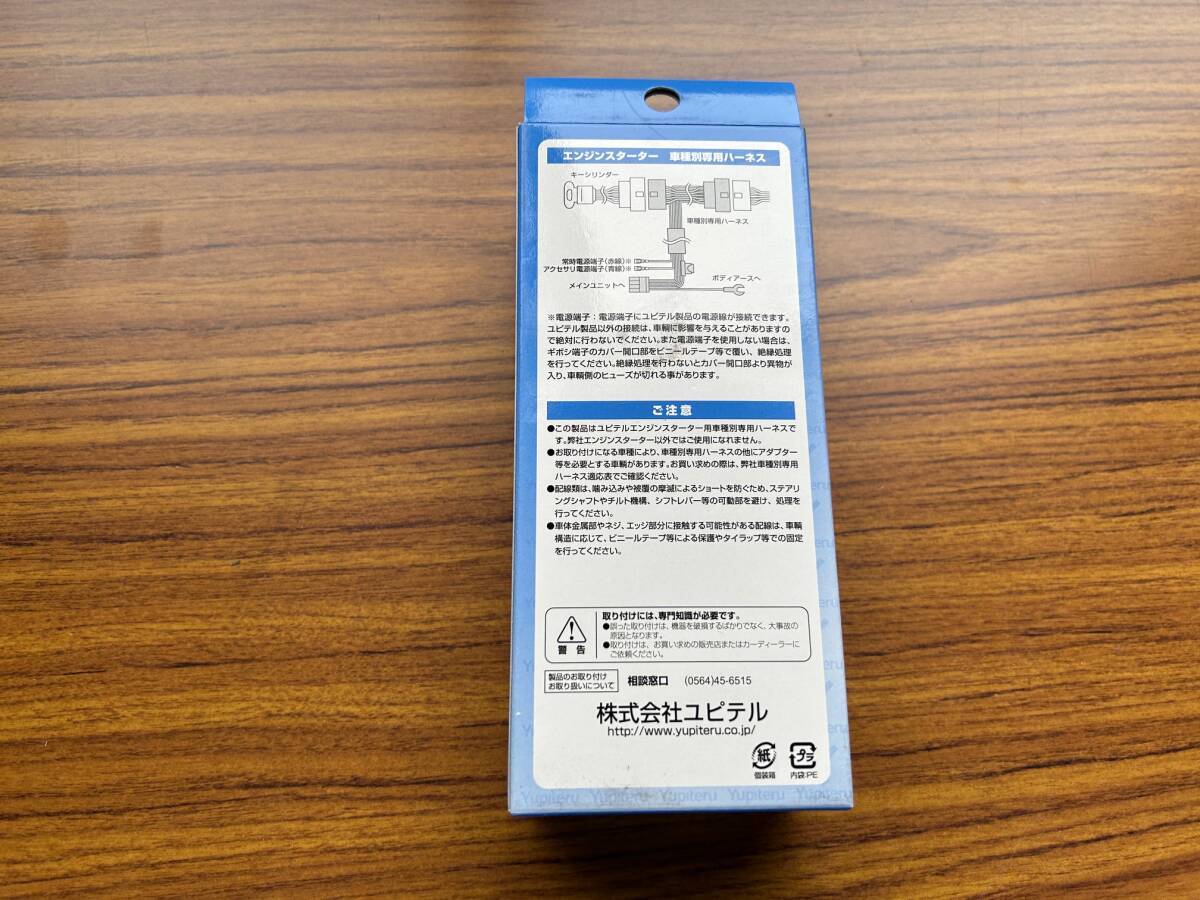 エンジンスターター 車種別専用ハーネス
キーシリンダー
車種別専用ハーネス
常時電源端子(赤線)※
アクセサリ電源端子(青線)※
ボディアースへ
メインユニットへ
※電源端子：電源端子にユピテル製品の電源線が接続できます。
ユピテル製品以外の接続は、車輌に影響を与えることがありますの
で絶対に行わないでください。また電源端子を使用しない場合は、
ギボシ端子のカバー開口部をビニールテープ等で覆い、絶縁処理
を行ってください。絶縁処理を行わないとカバー開口部より異物が
入り、車輌側のヒューズが切れる事があります。
ご注意
●この製品はユピテルエンジンスターター用車種別専用ハーネスで
す。弊社エンジンスターター以外ではご使用になれません。
●お取り付けになる車種により、車種別専用ハーネスの他にアダプター
等を必要とする車輌があります。お買い求めの際は、弊社車種別専用
ハーネス適応表でご確認ください。
●配線類は、噛み込みや被覆の摩滅によるショートを防ぐため、ステアリ
ングシャフトやチルト機構、シフトレバー等の可動部を避け、処理を
行ってください。
●車体金属部やネジ、エッジ部分に接触する可能性がある配線は、車輌
構造に応じて、ビニールテープ等による保護やタイラップ等での固定
を行ってください。
警告
取り付けには、専門知識が必要です。
●誤った取り付けは、機器を破損するばかりでなく、大事故の
原因となります。
●取り付けは、お買い求めの販売店またはカーディーラーに
ご依頼ください。
製品のお取り付け
お取り扱いについて
相談窓口 (0564)45-6515
株式会社ユピテル
http://www.yupiteru.co.jp/
紙 プラ
個装箱 内袋:PE
Yupiteru Yupiteru Yupiteru Yupiteru